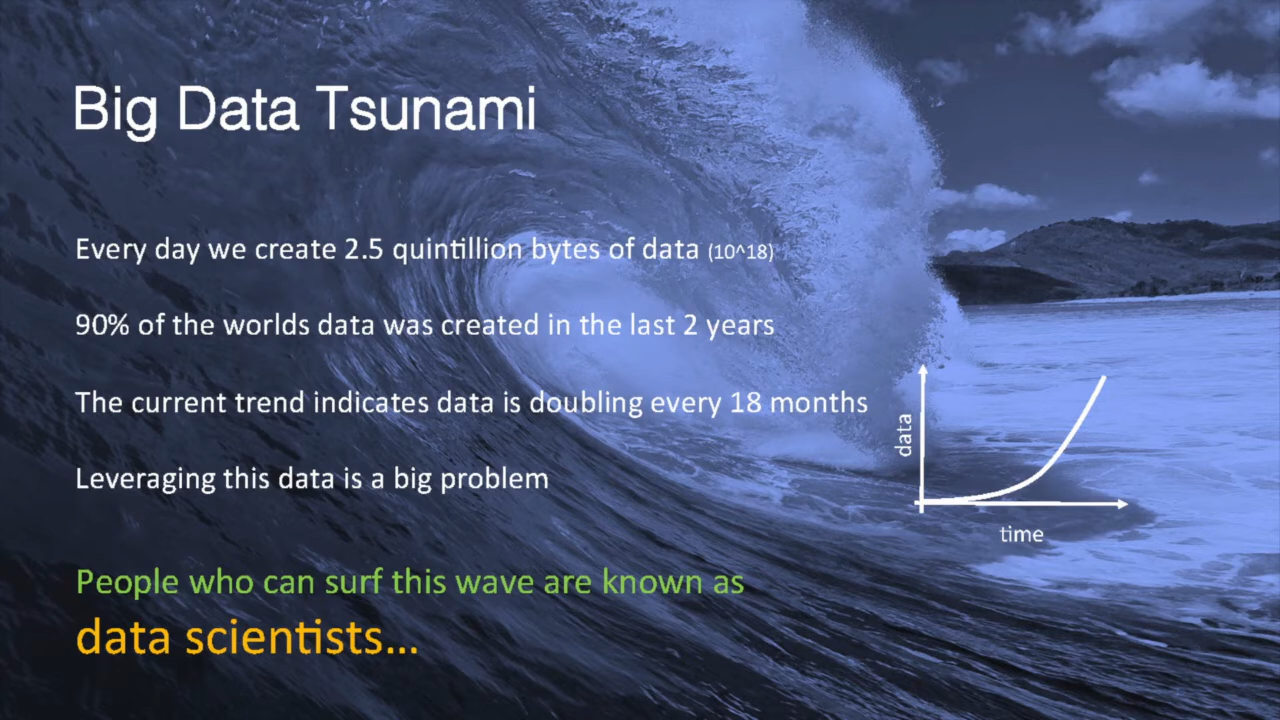 Big Data Tsunami
Every day we create 2.5 quintillion bytes of data (10^18)
90% of the worlds data was created in the last 2 years
The current trend indicates data is doubling every 18 months
Leveraging this data is a big problem
data
time
People who can surf this wave are known as
data scientists...